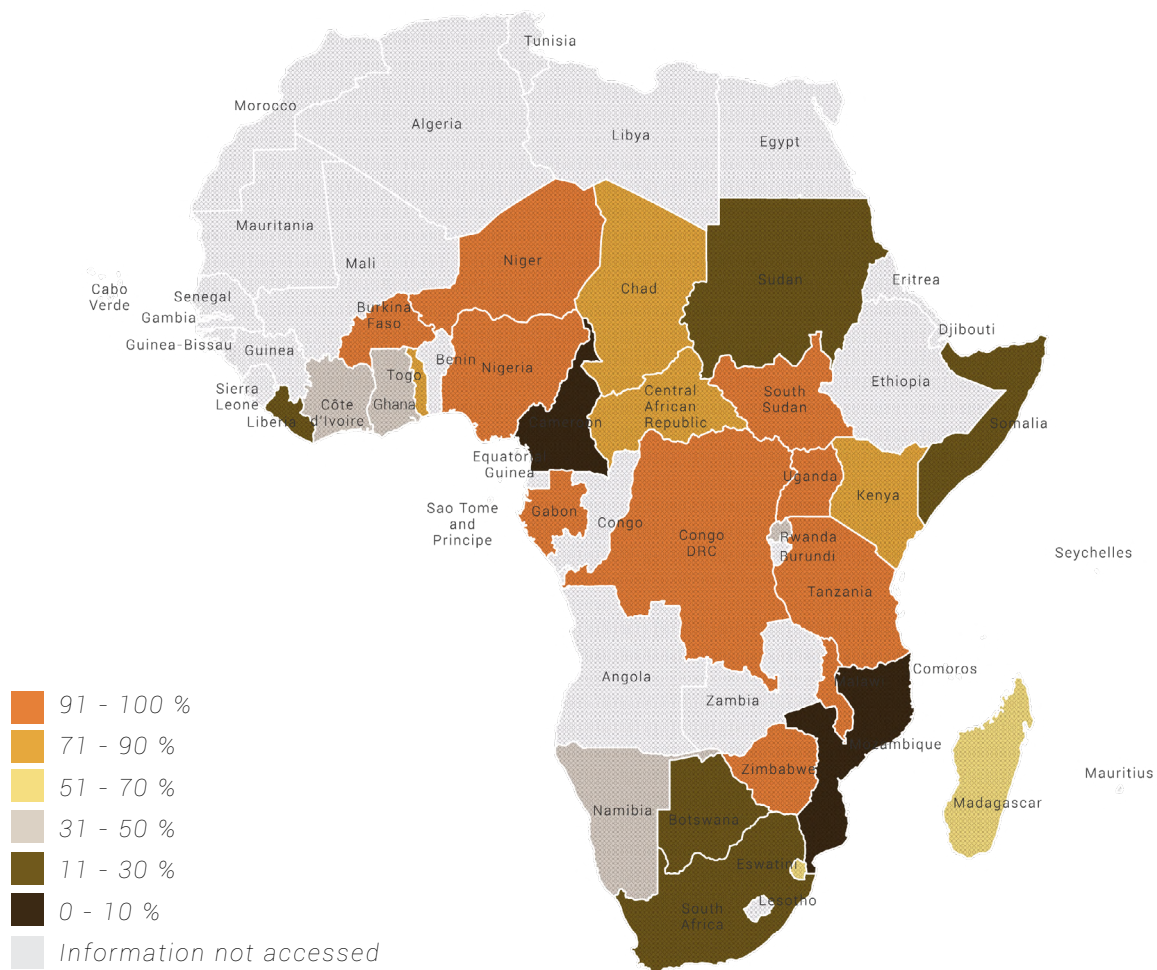 Tunisia
Morocco
Algeria
Libya
Egypt
Mauritania
Mali
Niger
Chad
Sudan
Eritrea
Cabo
Verde
Senegal
Gambia
Guinea-Bissau
Guinea
Burkina
Faso
Djibouti
Benin
Nigeria
Togo
Ghana
Sierra
Leone
Liberia
Côte
d'Ivoire
Central
African
Republic
South
Sudan
Ethiopia
Somalia
Cameroon
Equatorial
Guinea
Sao Tome
and
Principe
Gabon
Congo
Congo
DRC
Uganda
Kenya
Rwanda
Burundi
Tanzania
Seychelles
Comoros
Angola
Zambia
Malawi
Mozambique
Zimbabwe
Mauritius
Madagascar
Namibia
Botswana
Eswatini
Lesotho
South
Africa
91 - 100 %
71 - 90 %
51 - 70 %
31 - 50 %
11 - 30 %
0 - 10 %
Information not accessed